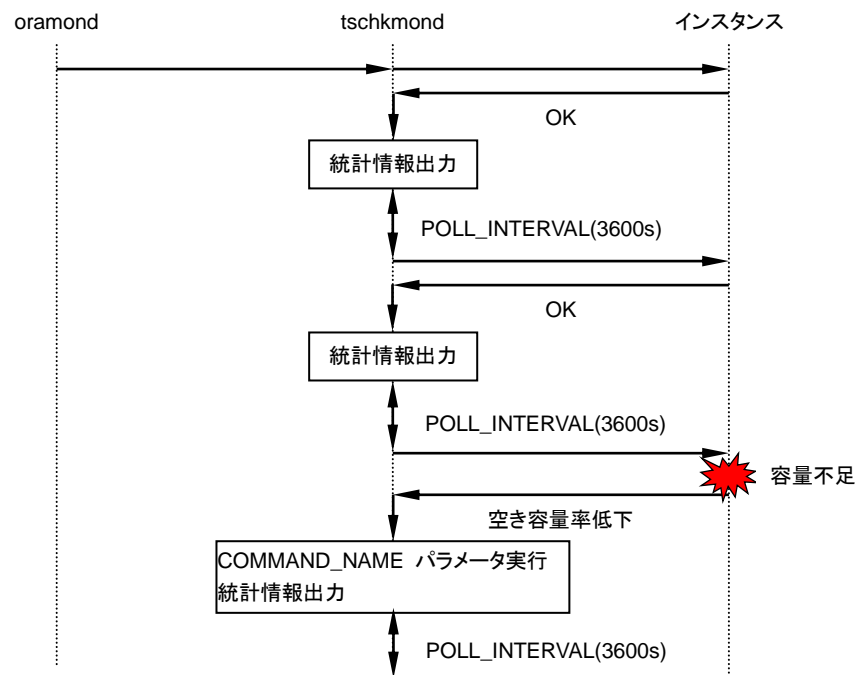 oramond
tschkmond
インスタンス
OK
統計情報出力
POLL_INTERVAL(3600s)
OK
統計情報出力
POLL_INTERVAL(3600s)
容量不足
空き容量率低下
COMMAND_NAME パラメータ実行
統計情報出力
POLL_INTERVAL(3600s)